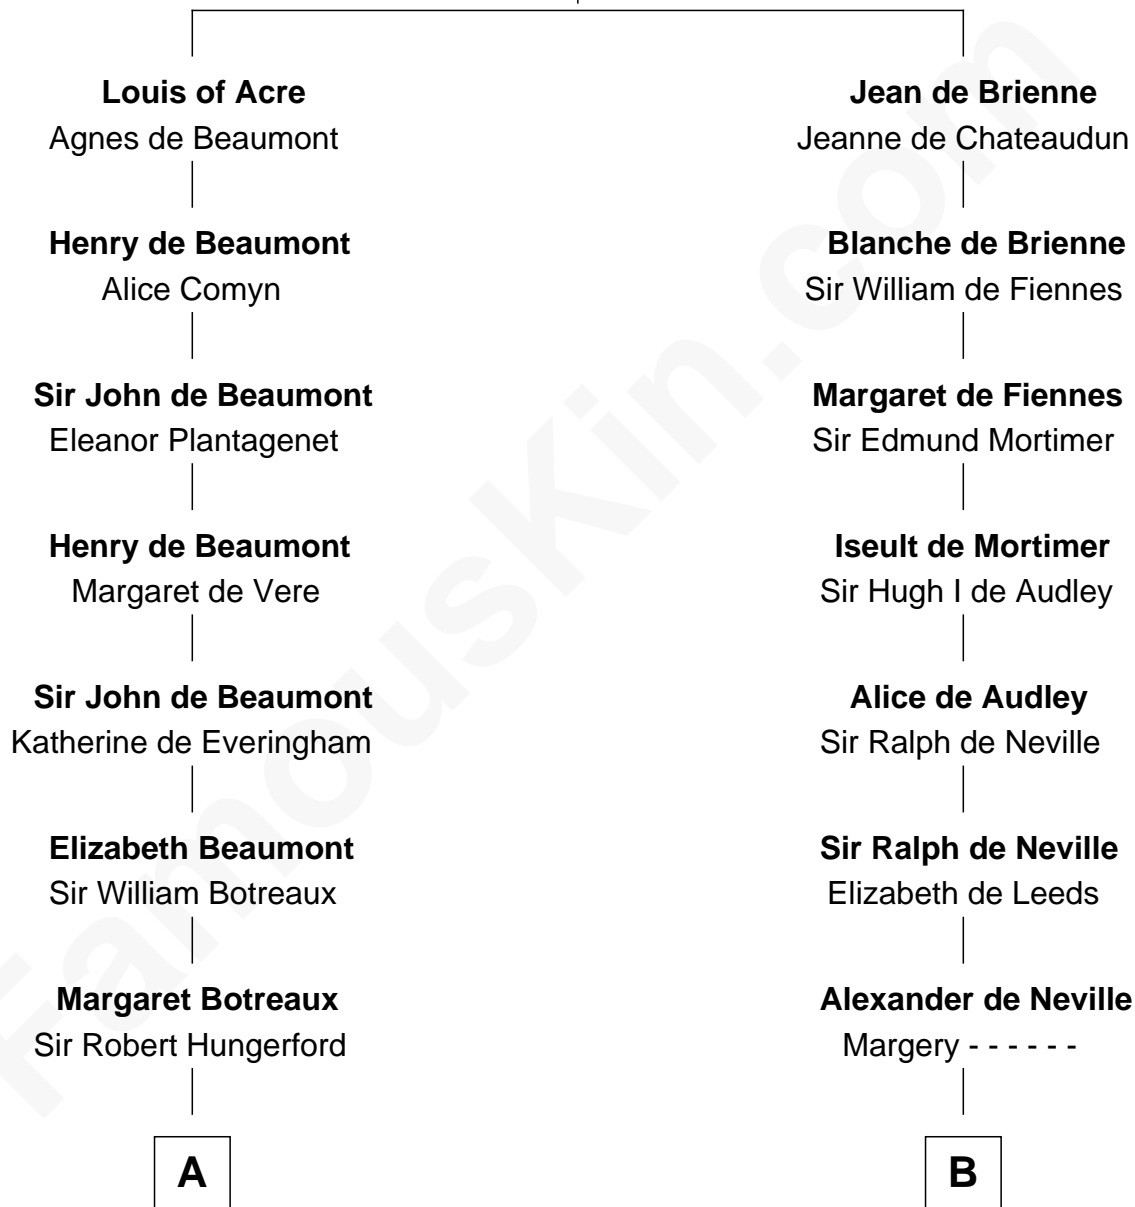 Louis of Acre
Agnes de Beaumont
Henry de Beaumont
Alice Comyn
Sir John de Beaumont
Eleanor Plantagenet
Henry de Beaumont
Margaret de Vere
Sir John de Beaumont
Katherine de Everingham
Elizabeth Beaumont
Sir William Botreaux
Margaret Botreaux
Sir Robert Hungerford
A
Jean de Brienne
Jeanne de Chateaudun
Blanche de Brienne
Sir William de Fiennes
Margaret de Fiennes
Sir Edmund Mortimer
Iseult de Mortimer
Sir Hugh I de Audley
Alice de Audley
Sir Ralph de Neville
Sir Ralph de Neville
Elizabeth de Leeds
Alexander de Neville
Margery - - - - - -
B
FamousKin.com